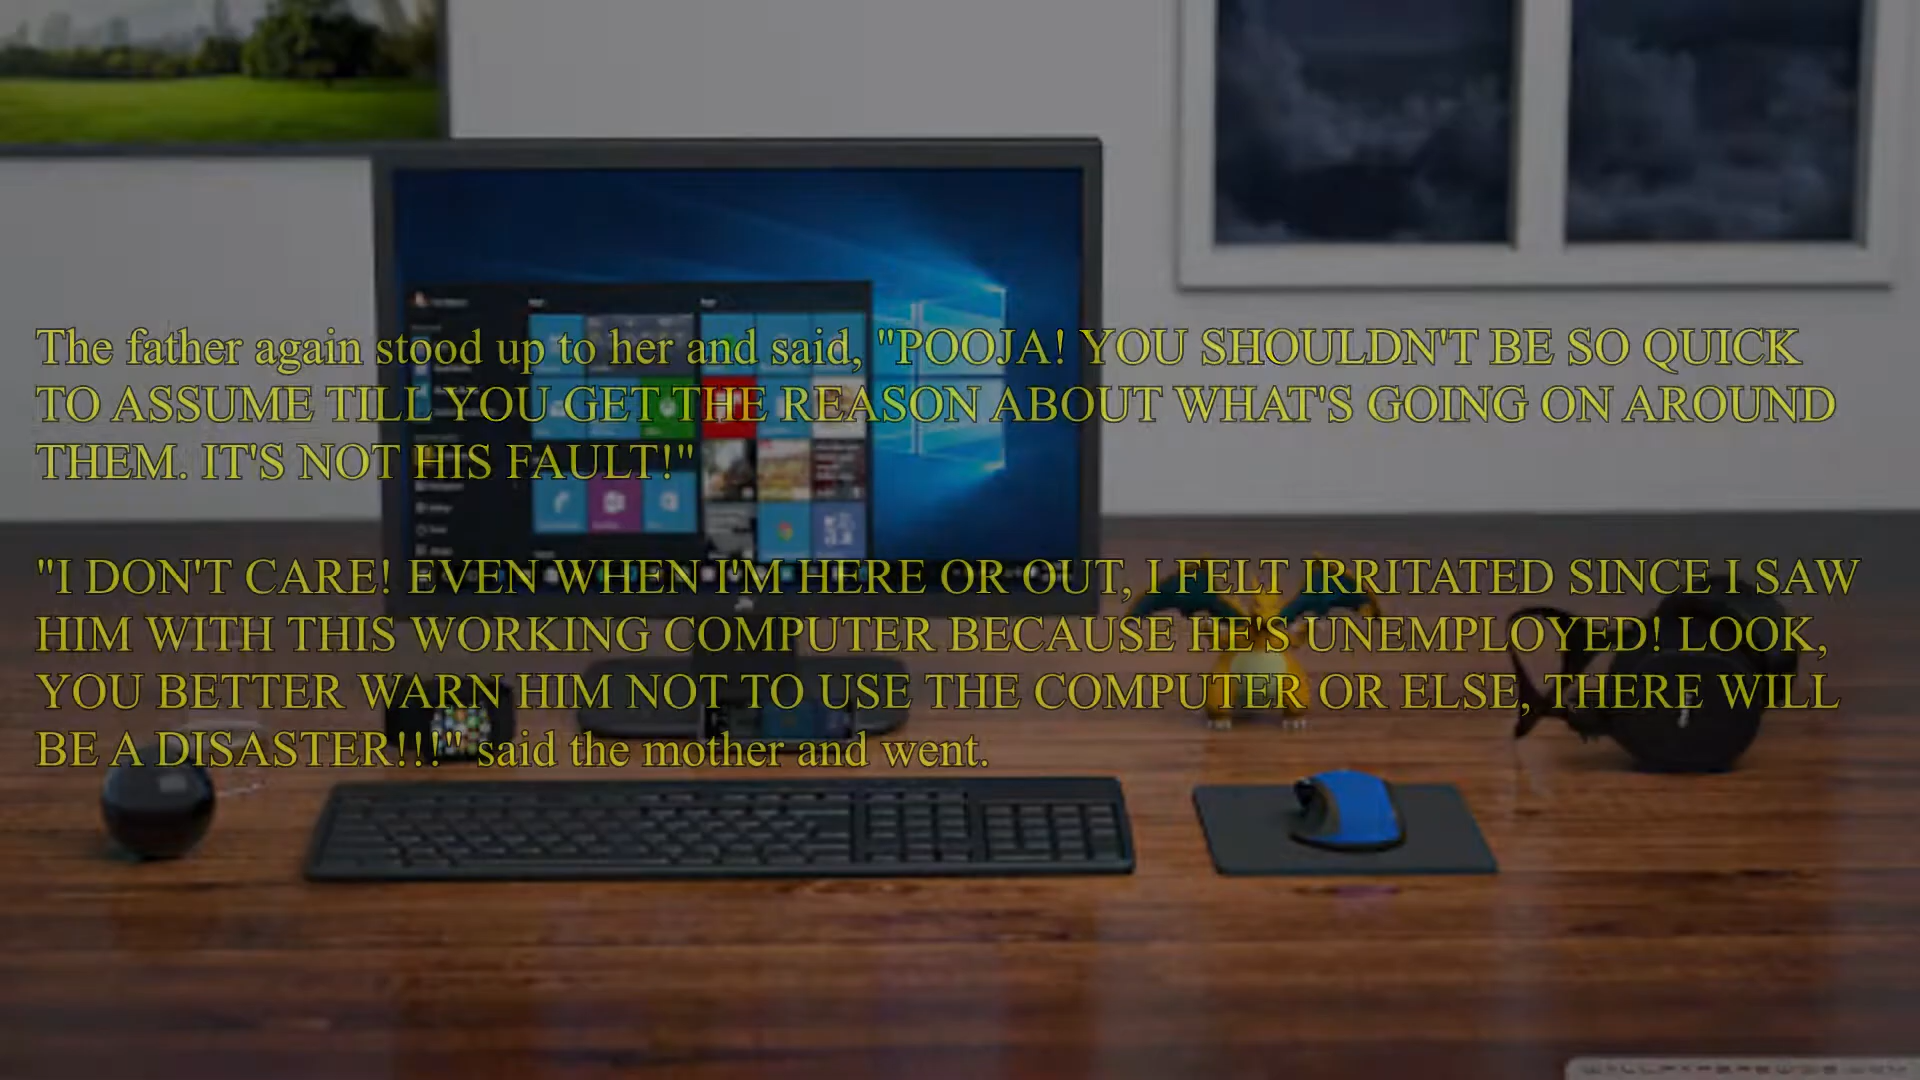 The father again stood up to her and said, "POOJA! YOU SHOULDN'T BE SO QUICK
TO ASSUME TILL YOU GET THE REASON ABOUT WHAT'S GOING ON AROUND
THEM. IT'S NOT HIS FAULT!"
"I DON'T CARE! EVEN WHEN I'M HERE OR OUT, I FELT IRRITATED SINCE I SAW
HIM WITH THIS WORKING COMPUTER BECAUSE HE'S UNEMPLOYED! LOOK,
YOU BETTER WARN HIM NOT TO USE THE COMPUTER OR ELSE, THERE WILL
BE A DISASTER!!!" said the mother and went.